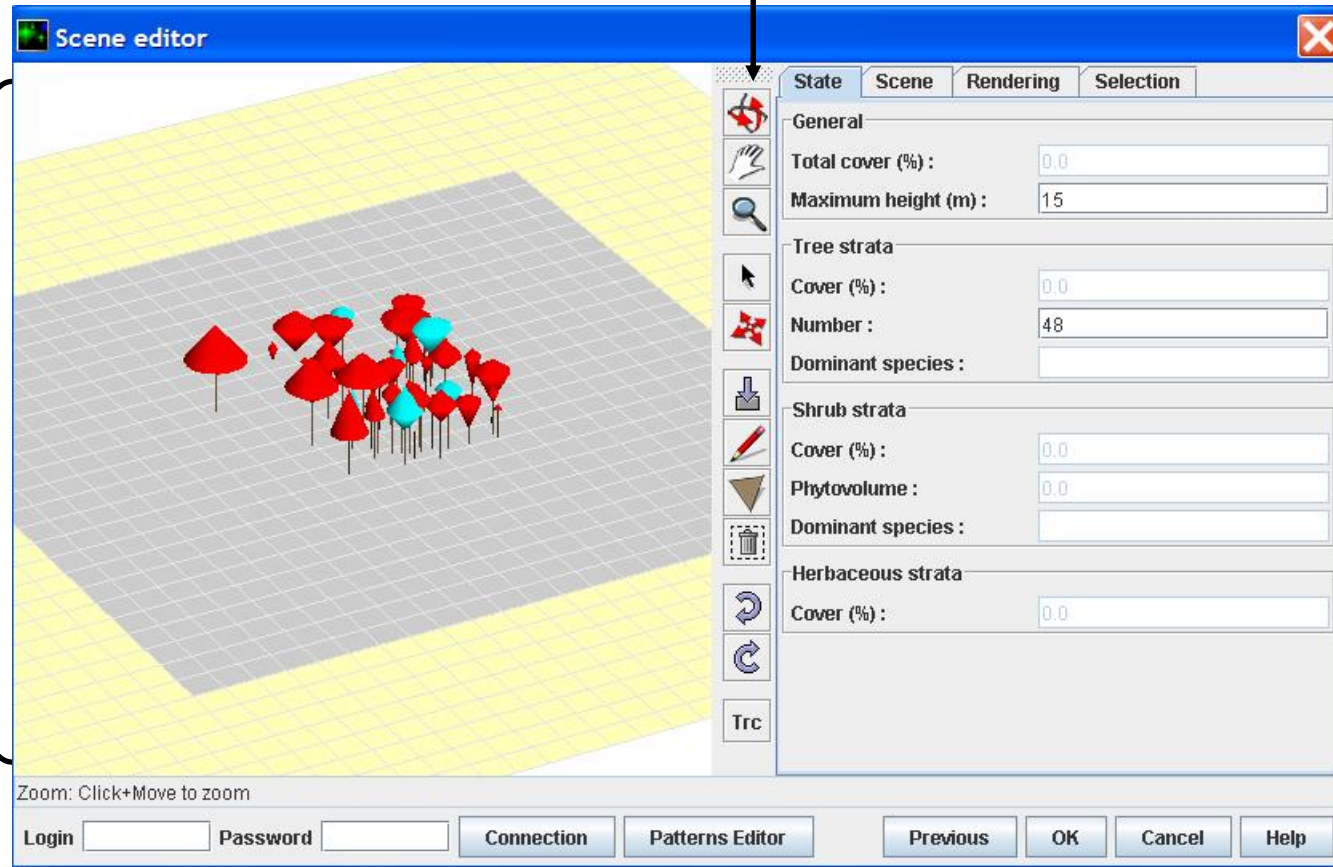 Scene editor
State Scene Rendering Selection
General
Total cover (%) : 0.0
Maximum height (m) : 15
Tree strata
Cover (%) : 0.0
Number : 48
Dominant species :
Shrub strata
Cover (%) : 0.0
Phytovolume : 0.0
Dominant species :
Herbaceous strata
Cover (%) : 0.0
Trc
Zoom: Click+Move to zoom
Login Password Connection Patterns Editor Previous OK Cancel Help